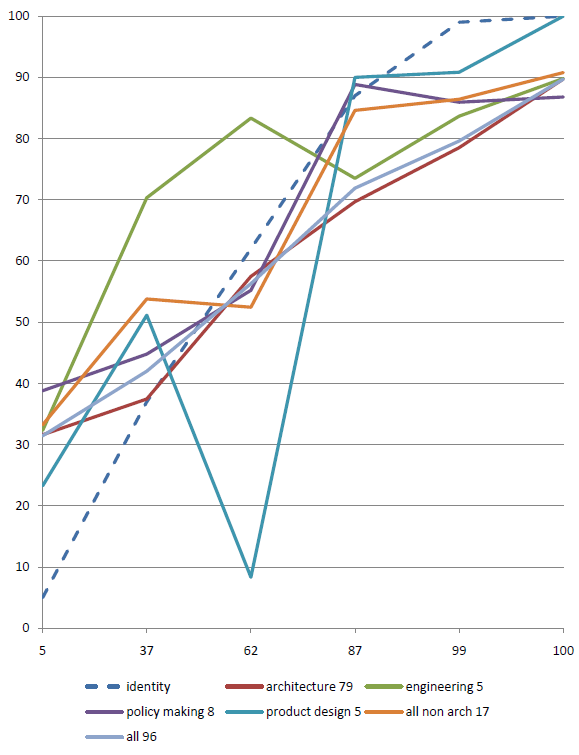 100
90
80
70
60
50
40
30
20
10
0
5 37 62 87 99 100
identity architecture 79 engineering 5
policy making 8 product design 5 all non arch 17
all 96